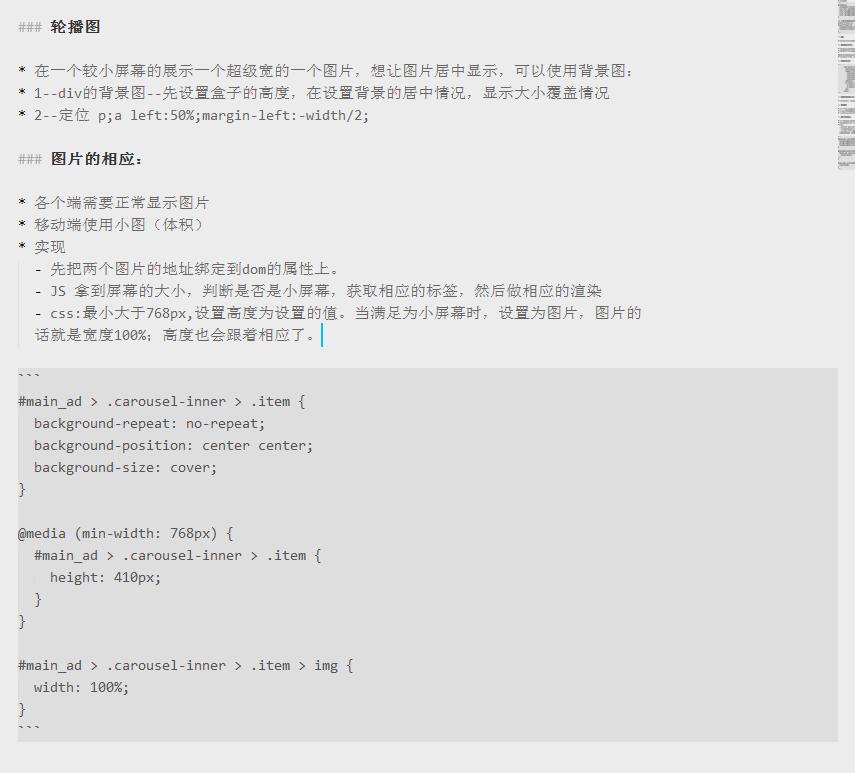 ### 轮播图
* 在一个较小屏幕的展示一个超级宽的一个图片，想让图片居中显示，可以使用背景图：
* 1--div的背景图--先设置盒子的高度，在设置背景的居中情况，显示大小覆盖情况
* 2--定位 p;a left:50%;margin-left:-width/2;
### 图片的相应：
* 各个端需要正常显示图片
* 移动端使用小图（体积）
* 实现
- 先把两个图片的地址绑定到dom的属性上。
- JS 拿到屏幕的大小，判断是否是小屏幕，获取相应的标签，然后做相应的渲染
- css:最小大于768px,设置高度为设置的值。当满足为小屏幕时，设置为图片，图片的
话就是宽度100%；高度也会跟着相应了。
```
#main_ad > .carousel-inner > .item {
background-repeat: no-repeat;
background-position: center center;
background-size: cover;
}
@media (min-width: 768px) {
#main_ad > .carousel-inner > .item {
height: 410px;
}
}
#main_ad > .carousel-inner > .item > img {
width: 100%;
}
```